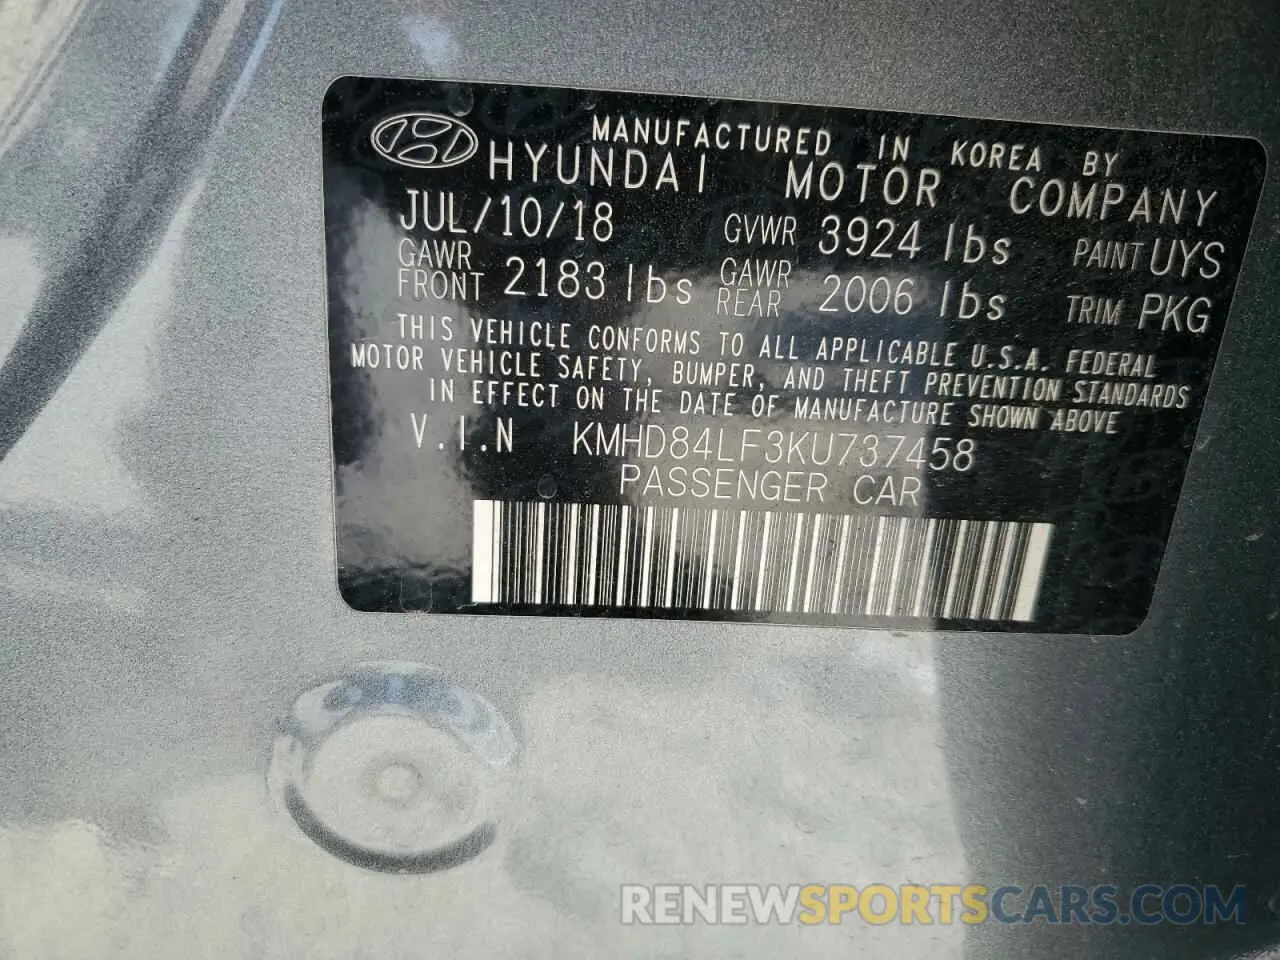 MANUFACTURED IN KOREA BY
HYUNDAI MOTOR COMPANY
JUL/10/18 GVWR 3924 lbs PAINT UYS
GAWR FRONT 2183 lbs GAWR REAR 2006 lbs TRIM PKG
THIS VEHICLE CONFORMS TO ALL APPLICABLE U.S.A. FEDERAL
MOTOR VEHICLE SAFETY, BUMPER, AND THEFT PREVENTION STANDARDS
IN EFFECT ON THE DATE OF MANUFACTURE SHOWN ABOVE
V.I.N KMHD84LF3KU737458
PASSENGER CAR
RENEWSPORTSCARS.COM